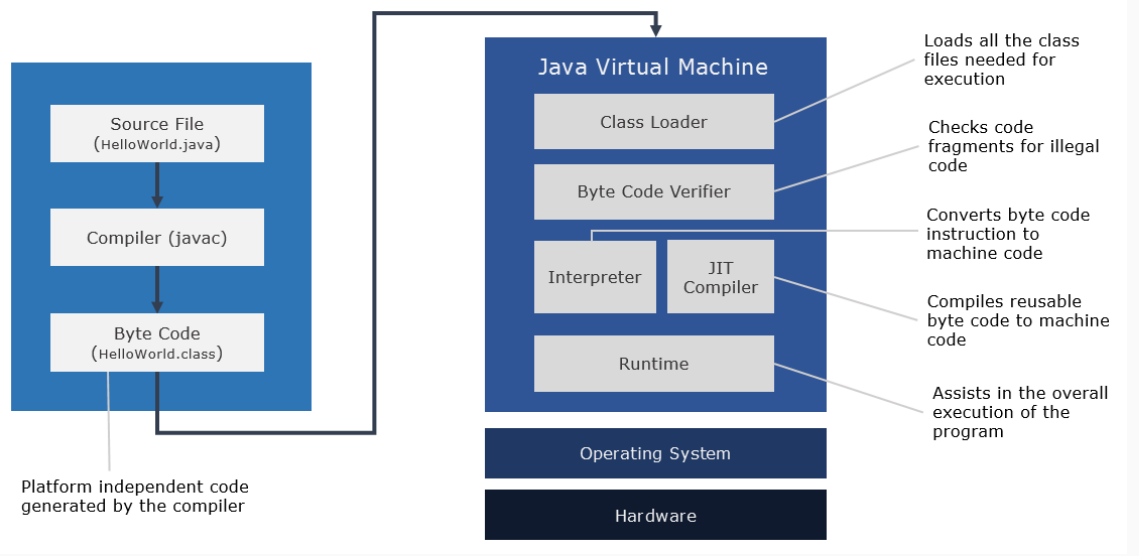 Source File
(HelloWorld.java)
Compiler (javac)
Byte Code
(HelloWorld.class)
Platform independent code
generated by the compiler
Java Virtual Machine
Class Loader
Byte Code Verifier
Interpreter
JIT
Compiler
Runtime
Operating System
Hardware
Loads all the class
files needed for
execution
Checks code
fragments for illegal
code
Converts byte code
instruction to
machine code
Compiles reusable
byte code to machine
code
Assists in the overall
execution of the
program